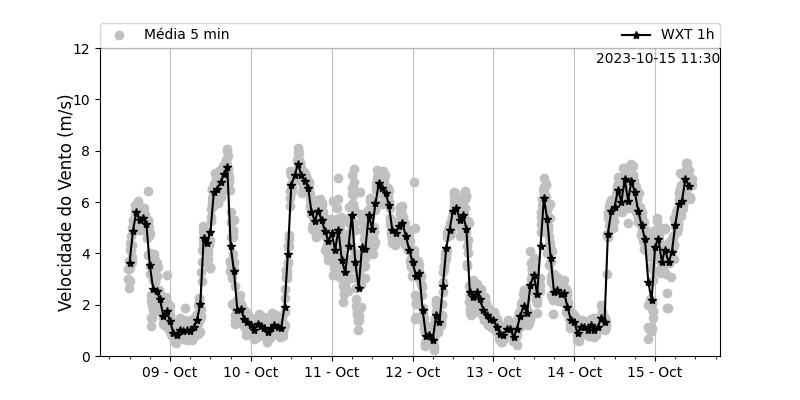 Média 5 min
WXT 1h
2023-10-15 11:30
Velocidade do Vento (m/s)
12
10
8
6
4
2
0
09 - Oct
10 - Oct
11 - Oct
12 - Oct
13 - Oct
14 - Oct
15 - Oct